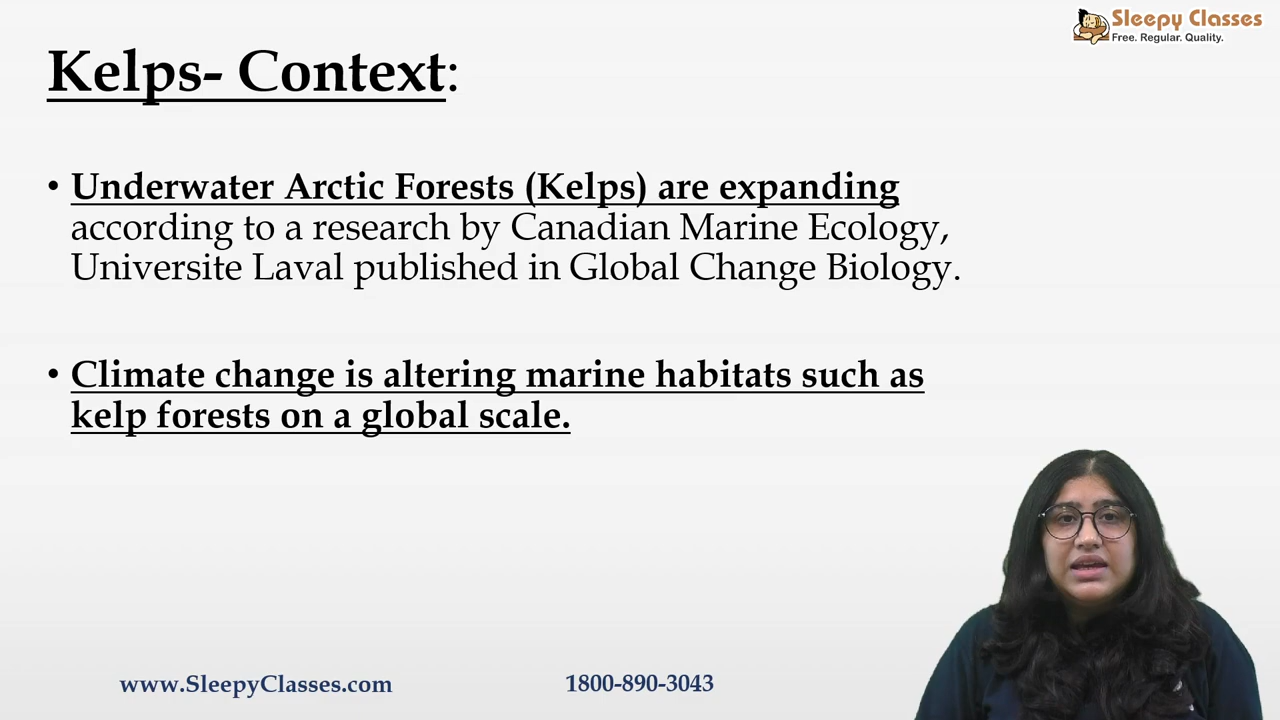 Sleepy Classes
Free. Regular. Quality.
Kelps- Context:
• Underwater Arctic Forests (Kelps) are expanding
according to a research by Canadian Marine Ecology,
Universite Laval published in Global Change Biology.
• Climate change is altering marine habitats such as
kelp forests on a global scale.
www.SleepyClasses.com
1800-890-3043